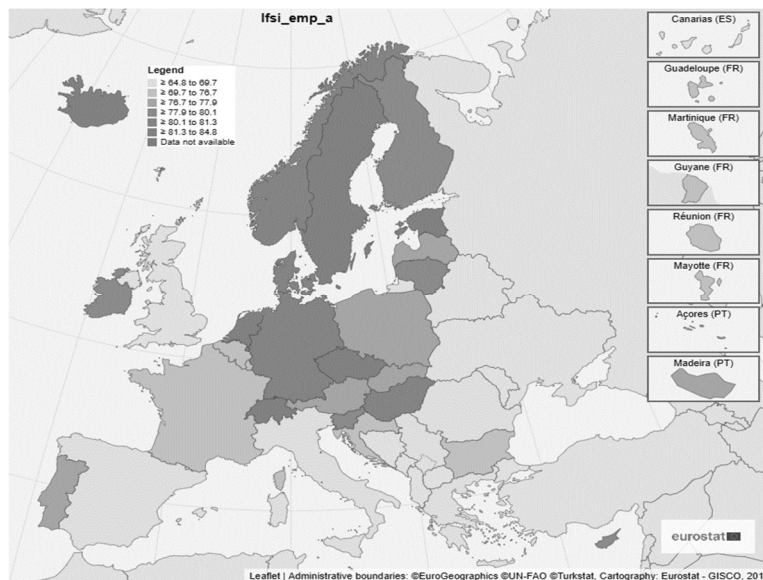 lfsi_emp_a
Legend
≥ 64.8 to 69.7
≥ 69.7 to 76.7
≥ 76.7 to 77.9
≥ 77.9 to 80.1
≥ 80.1 to 81.3
≥ 81.3 to 84.8
Data not available
Canarias (ES)
Guadeloupe (FR)
Martinique (FR)
Guyane (FR)
Réunion (FR)
Mayotte (FR)
Açores (PT)
Madeira (PT)
eurostat
Leaflet | Administrative boundaries: ©EuroGeographics ©UN-FAO ©Turkstat, Cartography: Eurostat - GISCO, 201